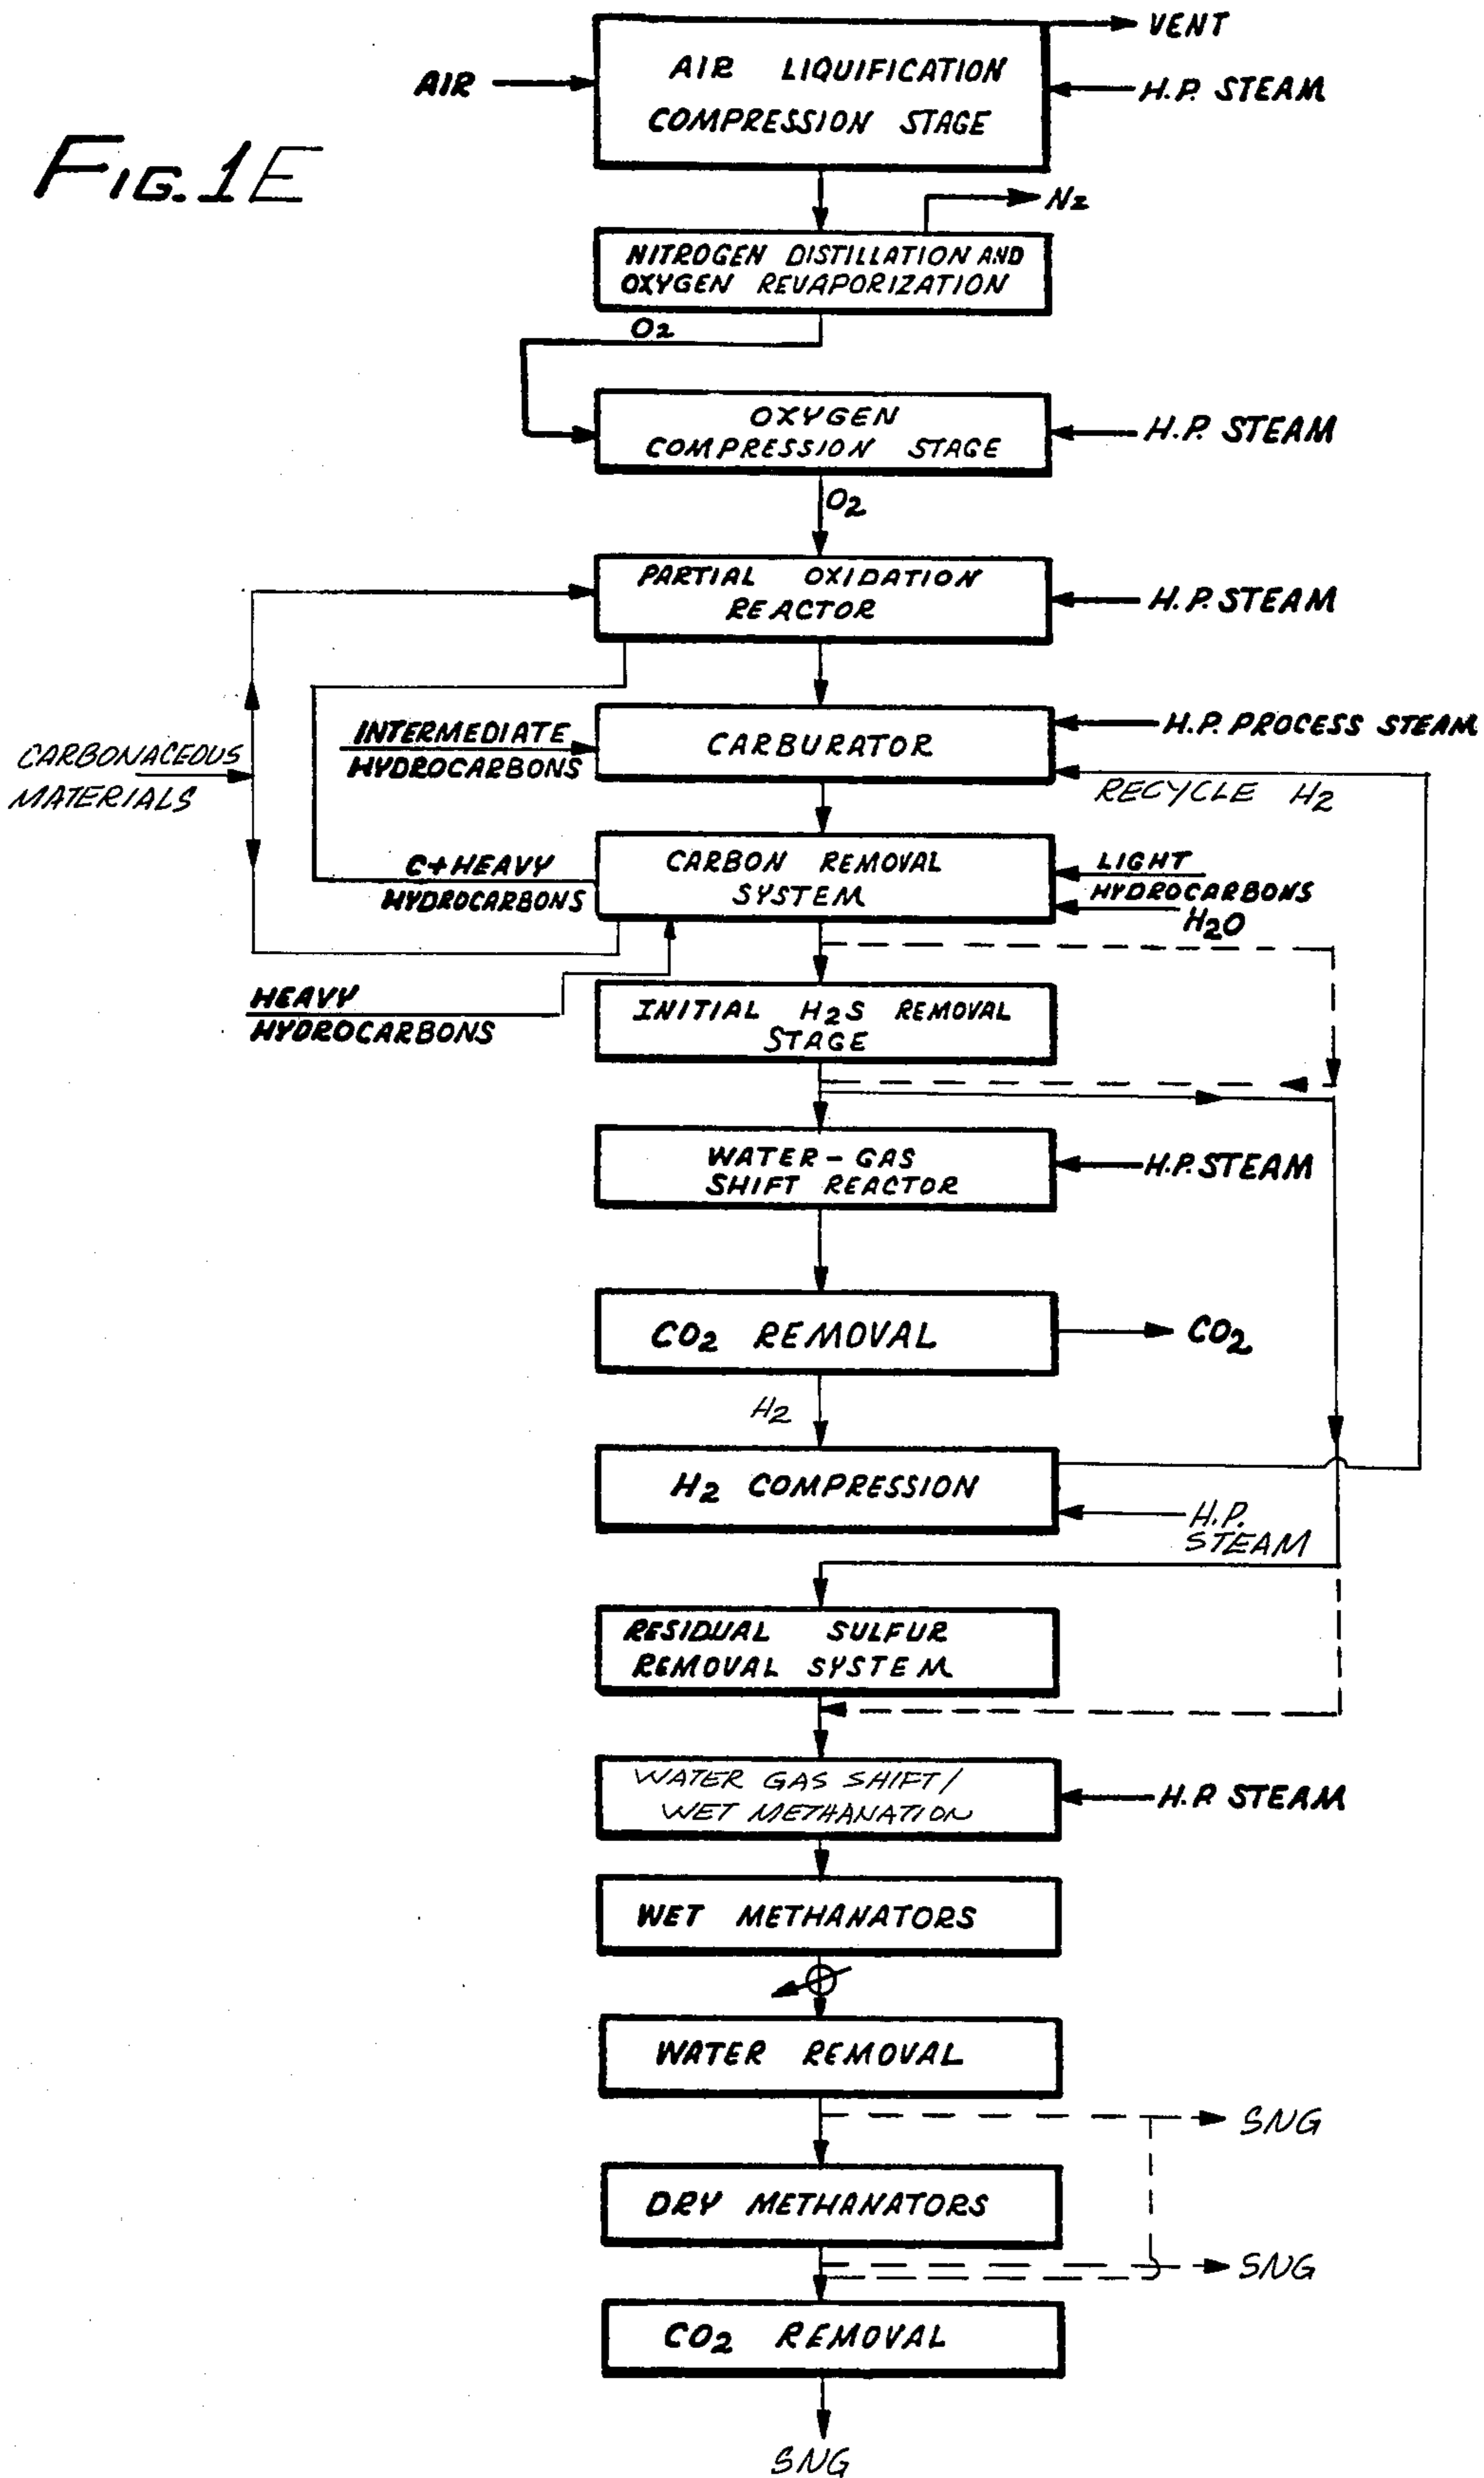 FIG. 1E
VENT
AIR
AIR LIQUIFICATION
COMPRESSION STAGE
H.P. STEAM
N2
NITROGEN DISTILLATION AND
OXYGEN REVAPORIZATION
O2
OXYGEN
COMPRESSION STAGE
H.P. STEAM
O2
PARTIAL OXIDATION
REACTOR
H.P. STEAM
CARBONACEOUS
MATERIALS
INTERMEDIATE
HYDROCARBONS
CARBURATOR
H.P. PROCESS STEAM
RECYCLE H2
C+HEAVY
HYDROCARBONS
CARBON REMOVAL
SYSTEM
LIGHT
HYDROCARBONS
H2O
HEAVY
HYDROCARBONS
INITIAL H2S REMOVAL
STAGE
WATER-GAS
SHIFT REACTOR
H.P. STEAM
CO2 REMOVAL
CO2
H2
H2 COMPRESSION
H.P.
STEAM
RESIDUAL SULFUR
REMOVAL SYSTEM
WATER GAS SHIFT/
WET METHANATION
H.P. STEAM
WET METHANATORS
WATER REMOVAL
SNG
DRY METHANATORS
SNG
CO2 REMOVAL
SNG